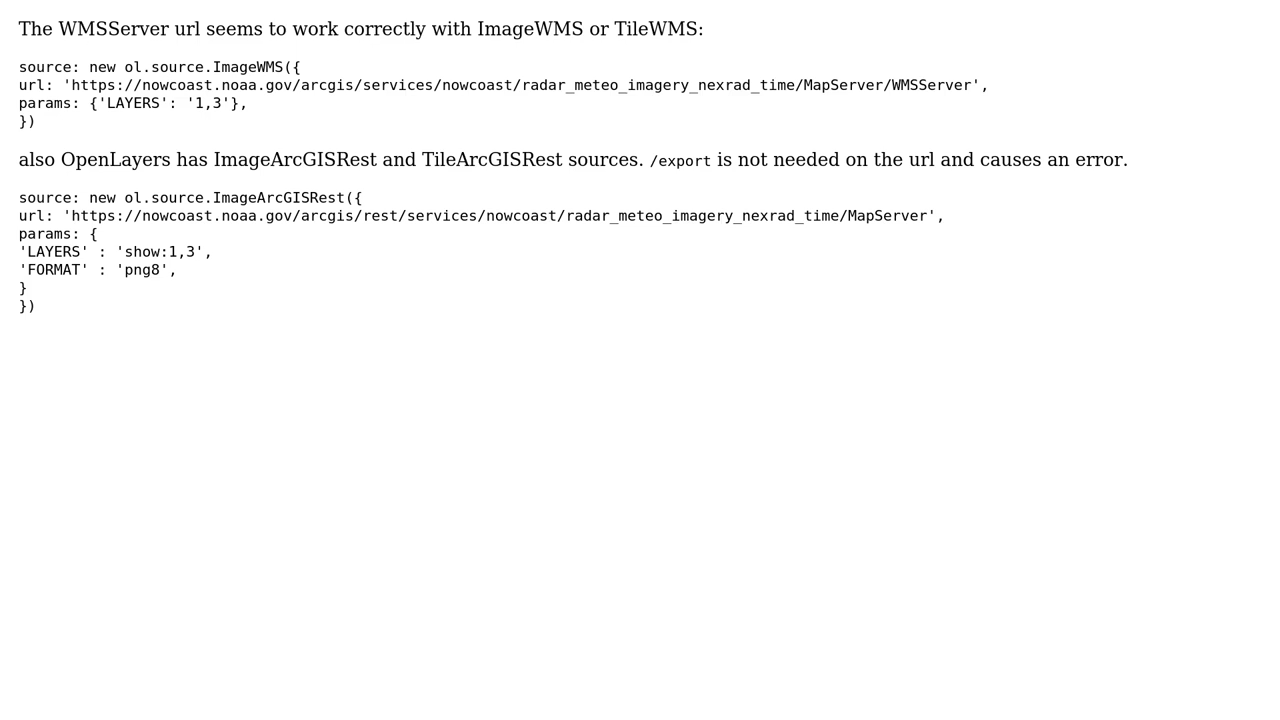 The WMSServer url seems to work correctly with ImageWMS or TileWMS:
source: new ol.source.ImageWMS({
url: 'https://nowcoast.noaa.gov/arcgis/services/nowcoast/radar_meteo_imagery_nexrad_time/MapServer/WMSServer',
params: {'LAYERS': '1,3'},
})
also OpenLayers has ImageArcGISRest and TileArcGISRest sources. /export is not needed on the url and causes an error.
source: new ol.source.ImageArcGISRest({
url: 'https://nowcoast.noaa.gov/arcgis/rest/services/nowcoast/radar_meteo_imagery_nexrad_time/MapServer',
params: {
'LAYERS' : 'show:1,3',
'FORMAT' : 'png8',
}
})